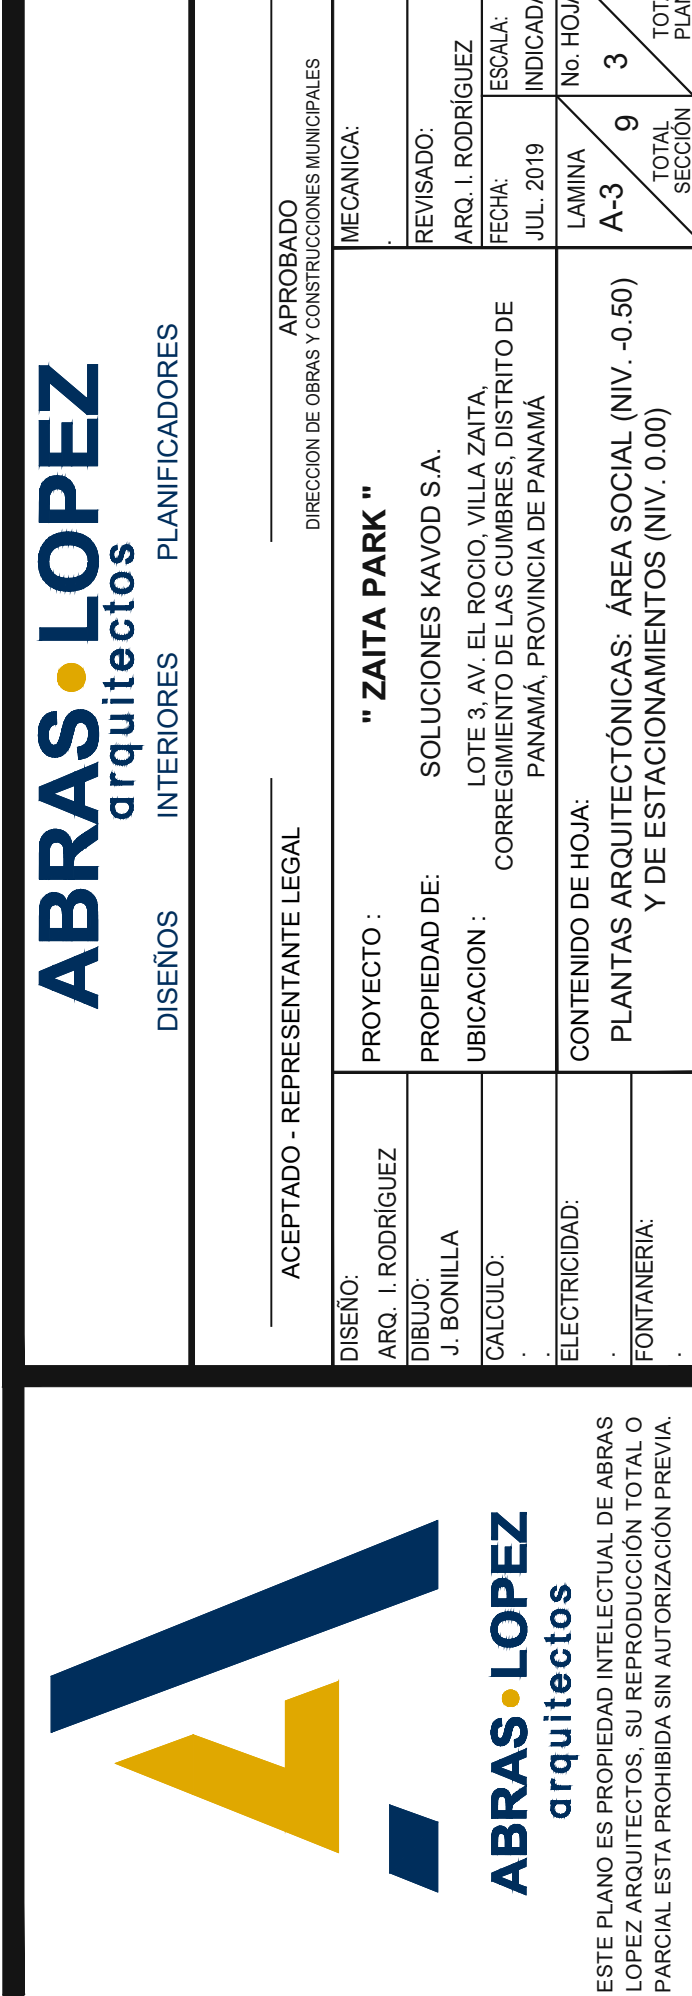 ABRAS LOPEZ
arquitectos
ESTE PLANO ES PROPIEDAD INTELECTUAL DE ABRAS
LOPEZ ARQUITECTOS, SU REPRODUCCIÓN TOTAL O
PARCIAL ESTA PROHIBIDA SIN AUTORIZACIÓN PREVIA.
ABRAS LOPEZ
arquitectos
DISEÑOS INTERIORES PLANIFICADORES
ACEPTADO - REPRESENTANTE LEGAL
APROBADO
DIRECCION DE OBRAS Y CONSTRUCCIONES MUNICIPALES
DISEÑO:
ARQ. I. RODRÍGUEZ
DIBUJO:
J. BONILLA
CALCULO:
.
.
ELECTRICIDAD:
.
FONTANERIA:
.
PROYECTO : " ZAITA PARK "
PROPIEDAD DE: SOLUCIONES KAVOD S.A.
UBICACION : LOTE 3, AV. EL ROCIO, VILLA ZAITA,
CORREGIMIENTO DE LAS CUMBRES, DISTRITO DE
PANAMÁ, PROVINCIA DE PANAMÁ
CONTENIDO DE HOJA:
PLANTAS ARQUITECTÓNICAS: ÁREA SOCIAL (NIV. -0.50)
Y DE ESTACIONAMIENTOS (NIV. 0.00)
MECANICA:
.
REVISADO:
ARQ. I. RODRÍGUEZ
FECHA:
JUL. 2019
ESCALA:
INDICADA
LAMINA
A-3
9
TOTAL
SECCIÓN
No. HOJA
3